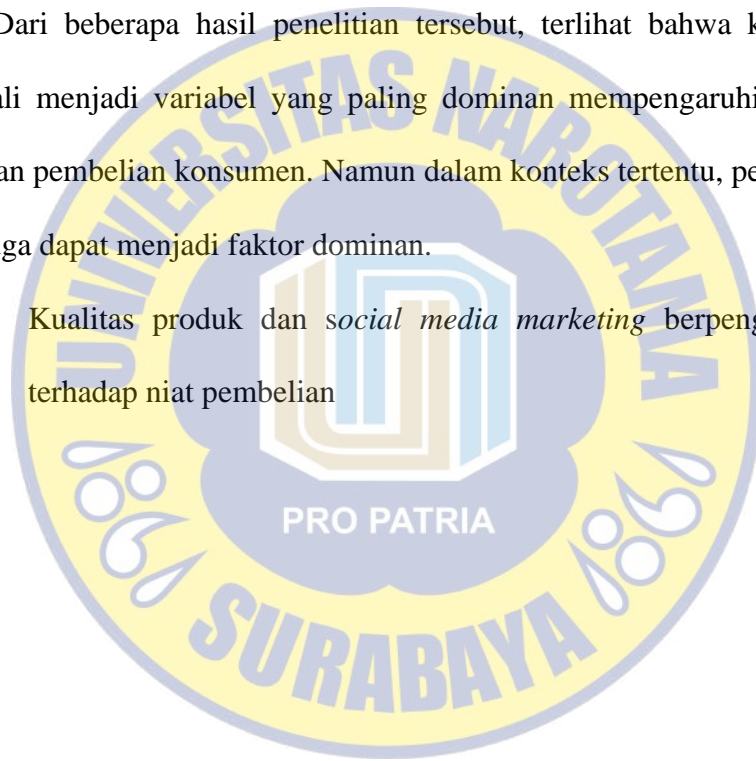 Dari beberapa hasil penelitian tersebut, terlihat bahwa k
ali menjadi variabel yang paling dominan mempengaruhi
an pembelian konsumen. Namun dalam konteks tertentu, pe
ga dapat menjadi faktor dominan.
Kualitas produk dan social media marketing berpeng
terhadap niat pembelian
UNIVERSITAS NAROTAMA
PRO PATRIA
SURABAYA